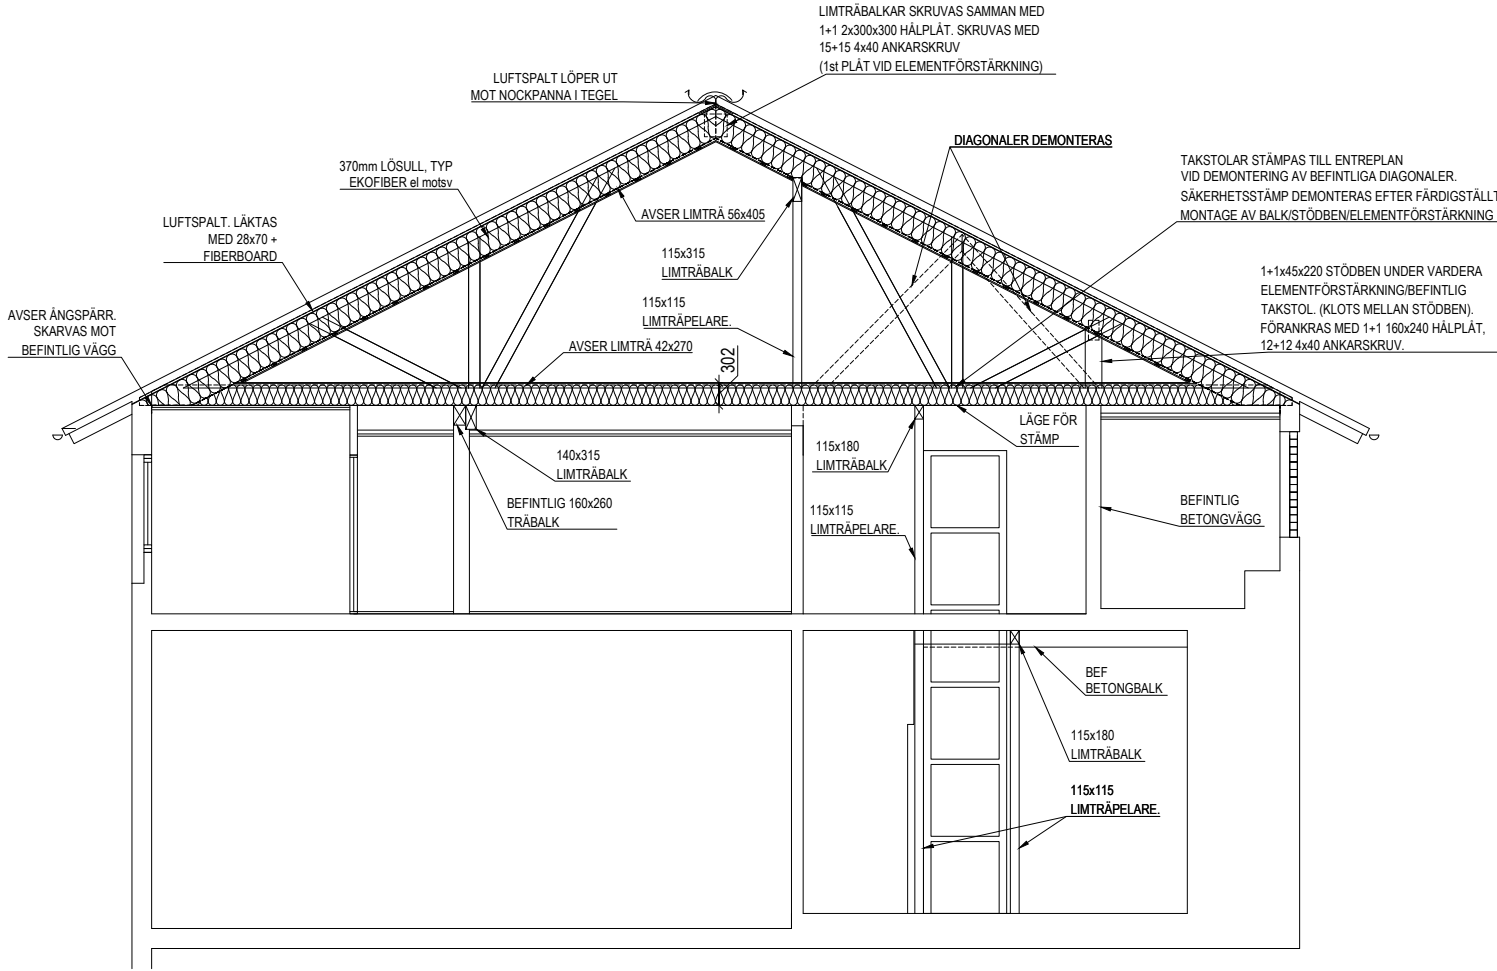 LIMTRÄBALKAR SKRUVAS SAMMAN MED
1+1 2x300x300 HÅLPLÅT. SKRUVAS MED
15+15 4x40 ANKARSKRUV
(1st PLÅT VID ELEMENTFÖRSTÄRKNING)
LUFTSPALT LÖPER UT
MOT NOCKPANNA I TEGEL
DIAGONALER DEMONTERAS
TAKSTOLAR STÄMPAS TILL ENTREPLAN
VID DEMONTERING AV BEFINTLIGA DIAGONALER.
SÄKERHETSSTÄMP DEMONTERAS EFTER FÄRDIGSTÄLLT
MONTAGE AV BALK/STÖDBEN/ELEMENTFÖRSTÄRKNING
370mm LÖSULL, TYP
EKOFIBER el motsv
AVSER LIMTRÄ 56x405
LUFTSPALT. LÄKTAS
MED 28x70 +
FIBERBOARD
115x315
LIMTRÄBALK
1+1x45x220 STÖDBEN UNDER VARDERA
ELEMENTFÖRSTÄRKNING/BEFINTLIG
TAKSTOL. (KLOTS MELLAN STÖDBEN).
FÖRANKRAS MED 1+1 160x240 HÅLPLÅT,
12+12 4x40 ANKARSKRUV.
115x115
LIMTRÄPELARE.
AVSER ÅNGSPÄRR.
SKARVAS MOT
BEFINTLIG VÄGG
AVSER LIMTRÄ 42x270
302
LÄGE FÖR
STÄMP
115x180
LIMTRÄBALK
140x315
LIMTRÄBALK
BEFINTLIG 160x260
TRÄBALK
115x115
LIMTRÄPELARE.
BEFINTLIG
BETONGVÄGG
BEF
BETONGBALK
115x180
LIMTRÄBALK
115x115
LIMTRÄPELARE.